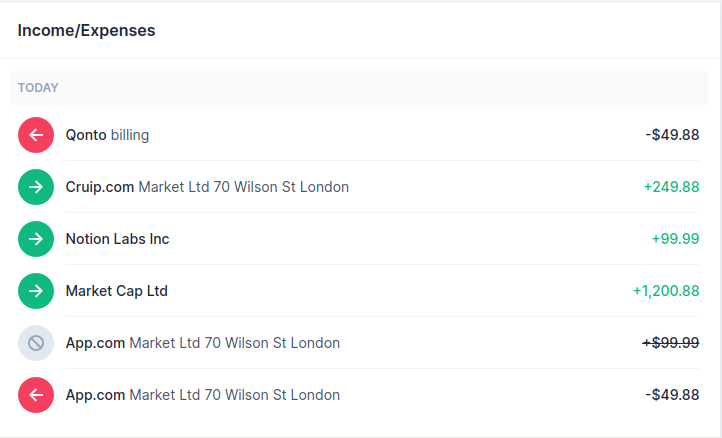 Income/Expenses
TODAY
Qonto billing -$49.88
Cruip.com Market Ltd 70 Wilson St London +249.88
Notion Labs Inc +99.99
Market Cap Ltd +1,200.88
App.com Market Ltd 70 Wilson St London +$99.99
App.com Market Ltd 70 Wilson St London -$49.88